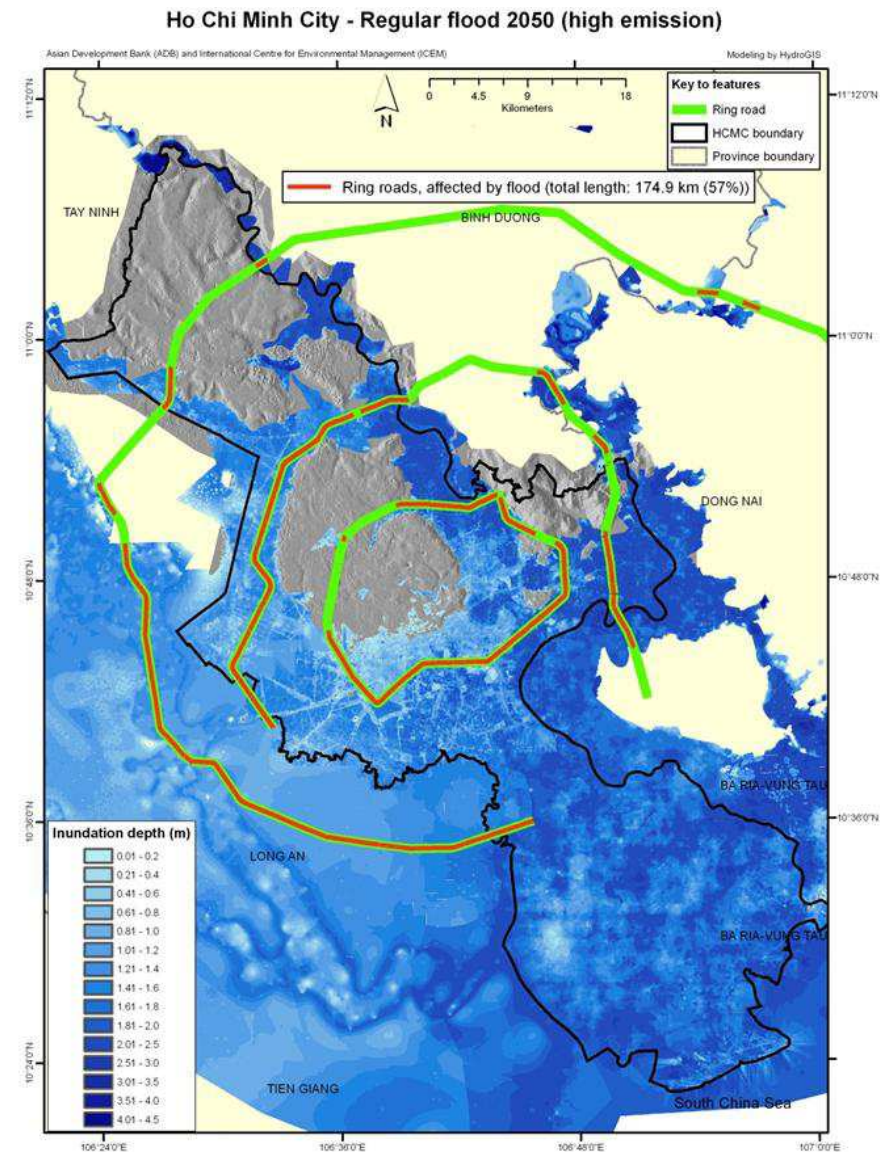 Ho Chi Minh City - Regular flood 2050 (high emission)
Asian Development Bank (ADB) and International Centre for Environmental Management (ICEM)
Modeling by HydroGIS
11°12'0"N
11°12'0"N
N
0 4.5 9 18
Kilometers
Key to features
Ring road
HCMC boundary
Province boundary
Ring roads, affected by flood (total length: 174.9 km (57%))
TAY NINH
BINH DUONG
11°0'0"N
11°0'0"N
DONG NAI
10°48'0"N
10°48'0"N
BA RIA-VUNG TAU
10°36'0"N
10°36'0"N
Inundation depth (m)
0.01 - 0.2
0.21 - 0.4
0.41 - 0.6
0.61 - 0.8
0.81 - 1.0
1.01 - 1.2
1.21 - 1.4
1.41 - 1.6
1.61 - 1.8
1.81 - 2.0
2.01 - 2.5
2.51 - 3.0
3.01 - 3.5
3.51 - 4.0
4.01 - 4.5
LONG AN
BA RIA-VUNG TAU
10°24'0"N
TIEN GIANG
South China Sea
106°24'0"E
106°36'0"E
106°48'0"E
107°0'0"E